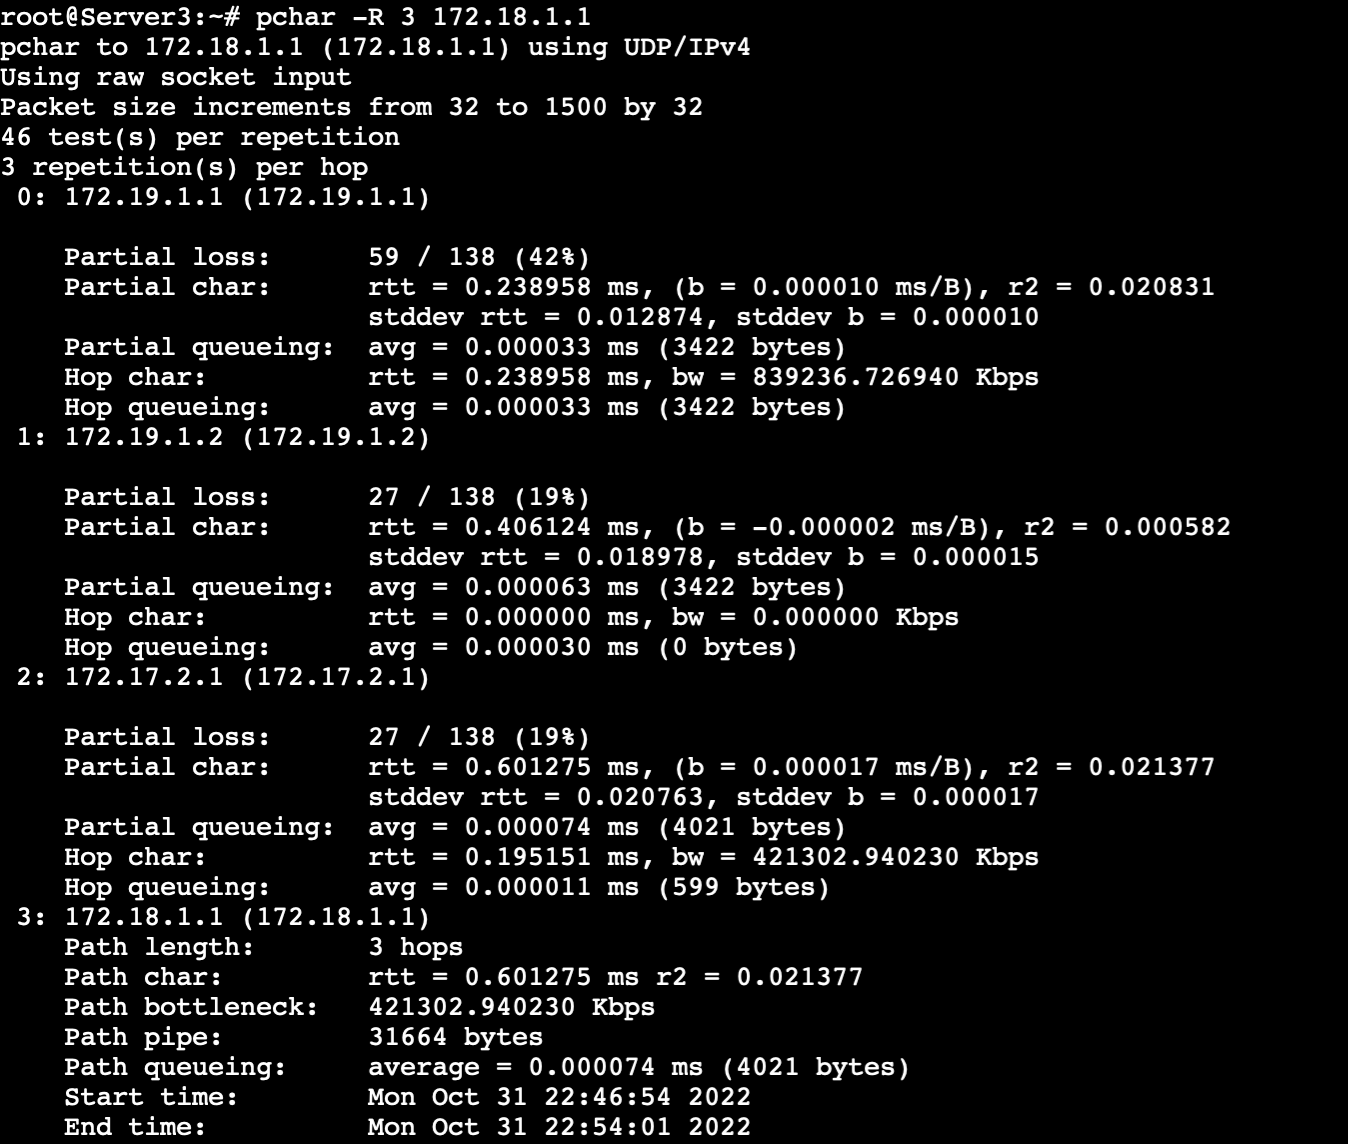 root@Server3:~# pchar -R 3 172.18.1.1
pchar to 172.18.1.1 (172.18.1.1) using UDP/IPv4
Using raw socket input
Packet size increments from 32 to 1500 by 32
46 test(s) per repetition
3 repetition(s) per hop
 0: 172.19.1.1 (172.19.1.1)

    Partial loss:      59 / 138 (42%)
    Partial char:      rtt = 0.238958 ms, (b = 0.000010 ms/B), r2 = 0.020831
                       stddev rtt = 0.012874, stddev b = 0.000010
    Partial queueing:  avg = 0.000033 ms (3422 bytes)
    Hop char:          rtt = 0.238958 ms, bw = 839236.726940 Kbps
    Hop queueing:      avg = 0.000033 ms (3422 bytes)
 1: 172.19.1.2 (172.19.1.2)

    Partial loss:      27 / 138 (19%)
    Partial char:      rtt = 0.406124 ms, (b = -0.000002 ms/B), r2 = 0.000582
                       stddev rtt = 0.018978, stddev b = 0.000015
    Partial queueing:  avg = 0.000063 ms (3422 bytes)
    Hop char:          rtt = 0.000000 ms, bw = 0.000000 Kbps
    Hop queueing:      avg = 0.000030 ms (0 bytes)
 2: 172.17.2.1 (172.17.2.1)

    Partial loss:      27 / 138 (19%)
    Partial char:      rtt = 0.601275 ms, (b = 0.000017 ms/B), r2 = 0.021377
                       stddev rtt = 0.020763, stddev b = 0.000017
    Partial queueing:  avg = 0.000074 ms (4021 bytes)
    Hop char:          rtt = 0.195151 ms, bw = 421302.940230 Kbps
    Hop queueing:      avg = 0.000011 ms (599 bytes)
 3: 172.18.1.1 (172.18.1.1)
    Path length:       3 hops
    Path char:         rtt = 0.601275 ms r2 = 0.021377
    Path bottleneck:   421302.940230 Kbps
    Path pipe:         31664 bytes
    Path queueing:     average = 0.000074 ms (4021 bytes)
    Start time:        Mon Oct 31 22:46:54 2022
    End time:          Mon Oct 31 22:54:01 2022